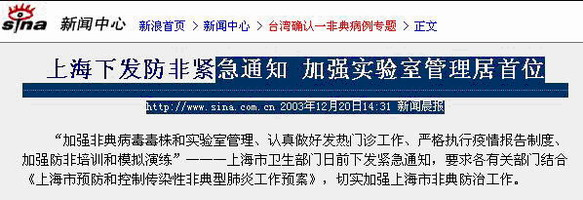 sina 新闻中心 新浪首页 > 新闻中心 > 台湾确认一非典病例专题 > 正文
上海下发防非紧急通知 加强实验室管理居首位
http://www.sina.com.cn 2003年12月20日14:31 新闻晨报
“加强非典病毒毒株和实验室管理、认真做好发热门诊工作、严格执行疫情报告制度、
加强防非培训和模拟演练”————上海市卫生部门日前下发紧急通知，要求各有关部门结合
《上海市预防和控制传染性非典型肺炎工作预案》，切实加强上海市非典防治工作。